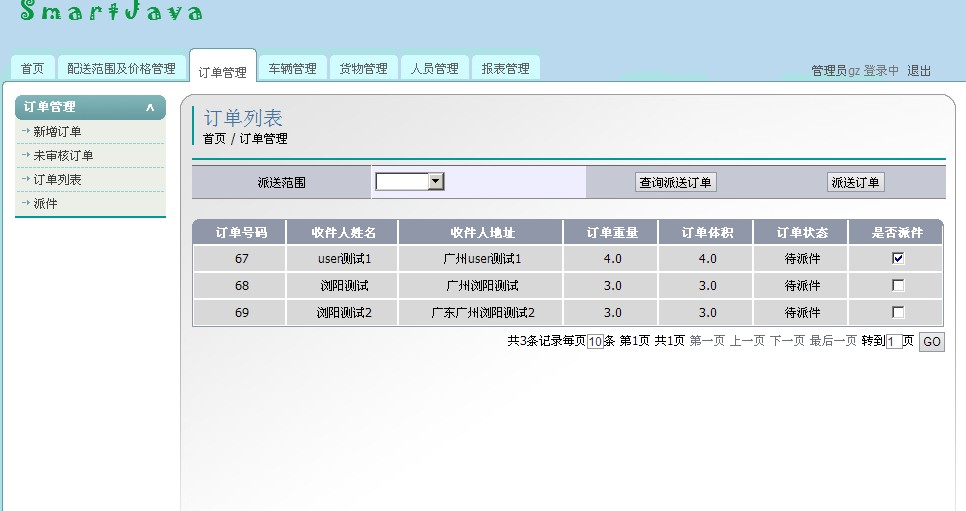 SmartJava
首页 配送范围及价格管理 订单管理 车辆管理 货物管理 人员管理 报表管理
管理员gz 登录中 退出
订单管理
新增订单
未审核订单
订单列表
派件
订单列表
首页 / 订单管理
派送范围 查询派送订单 派送订单
订单号码 收件人姓名 收件人地址 订单重量 订单体积 订单状态 是否派件
67 user测试1 广州user测试1 4.0 4.0 待派件
68 浏阳测试 广州浏阳测试 3.0 3.0 待派件
69 浏阳测试2 广东广州浏阳测试2 3.0 3.0 待派件
共3条记录每页10条 第1页 共1页 第一页 上一页 下一页 最后一页 转到1页 GO